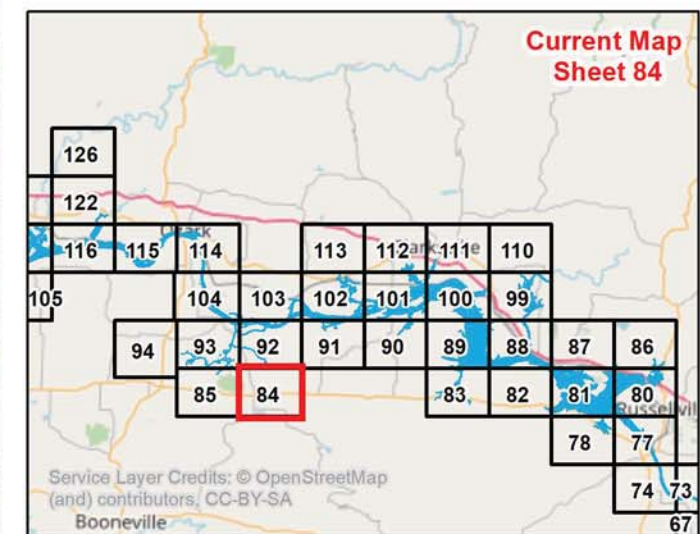 Current Map
Sheet 84
126
122
116 115 114 113 112 111 110
105 104 103 102 101 100 99
94 93 92 91 90 89 88 87 86
85 84 83 82 81 80
78 77
74 73
67
Service Layer Credits: © OpenStreetMap
(and) contributors, CC-BY-SA
Booneville